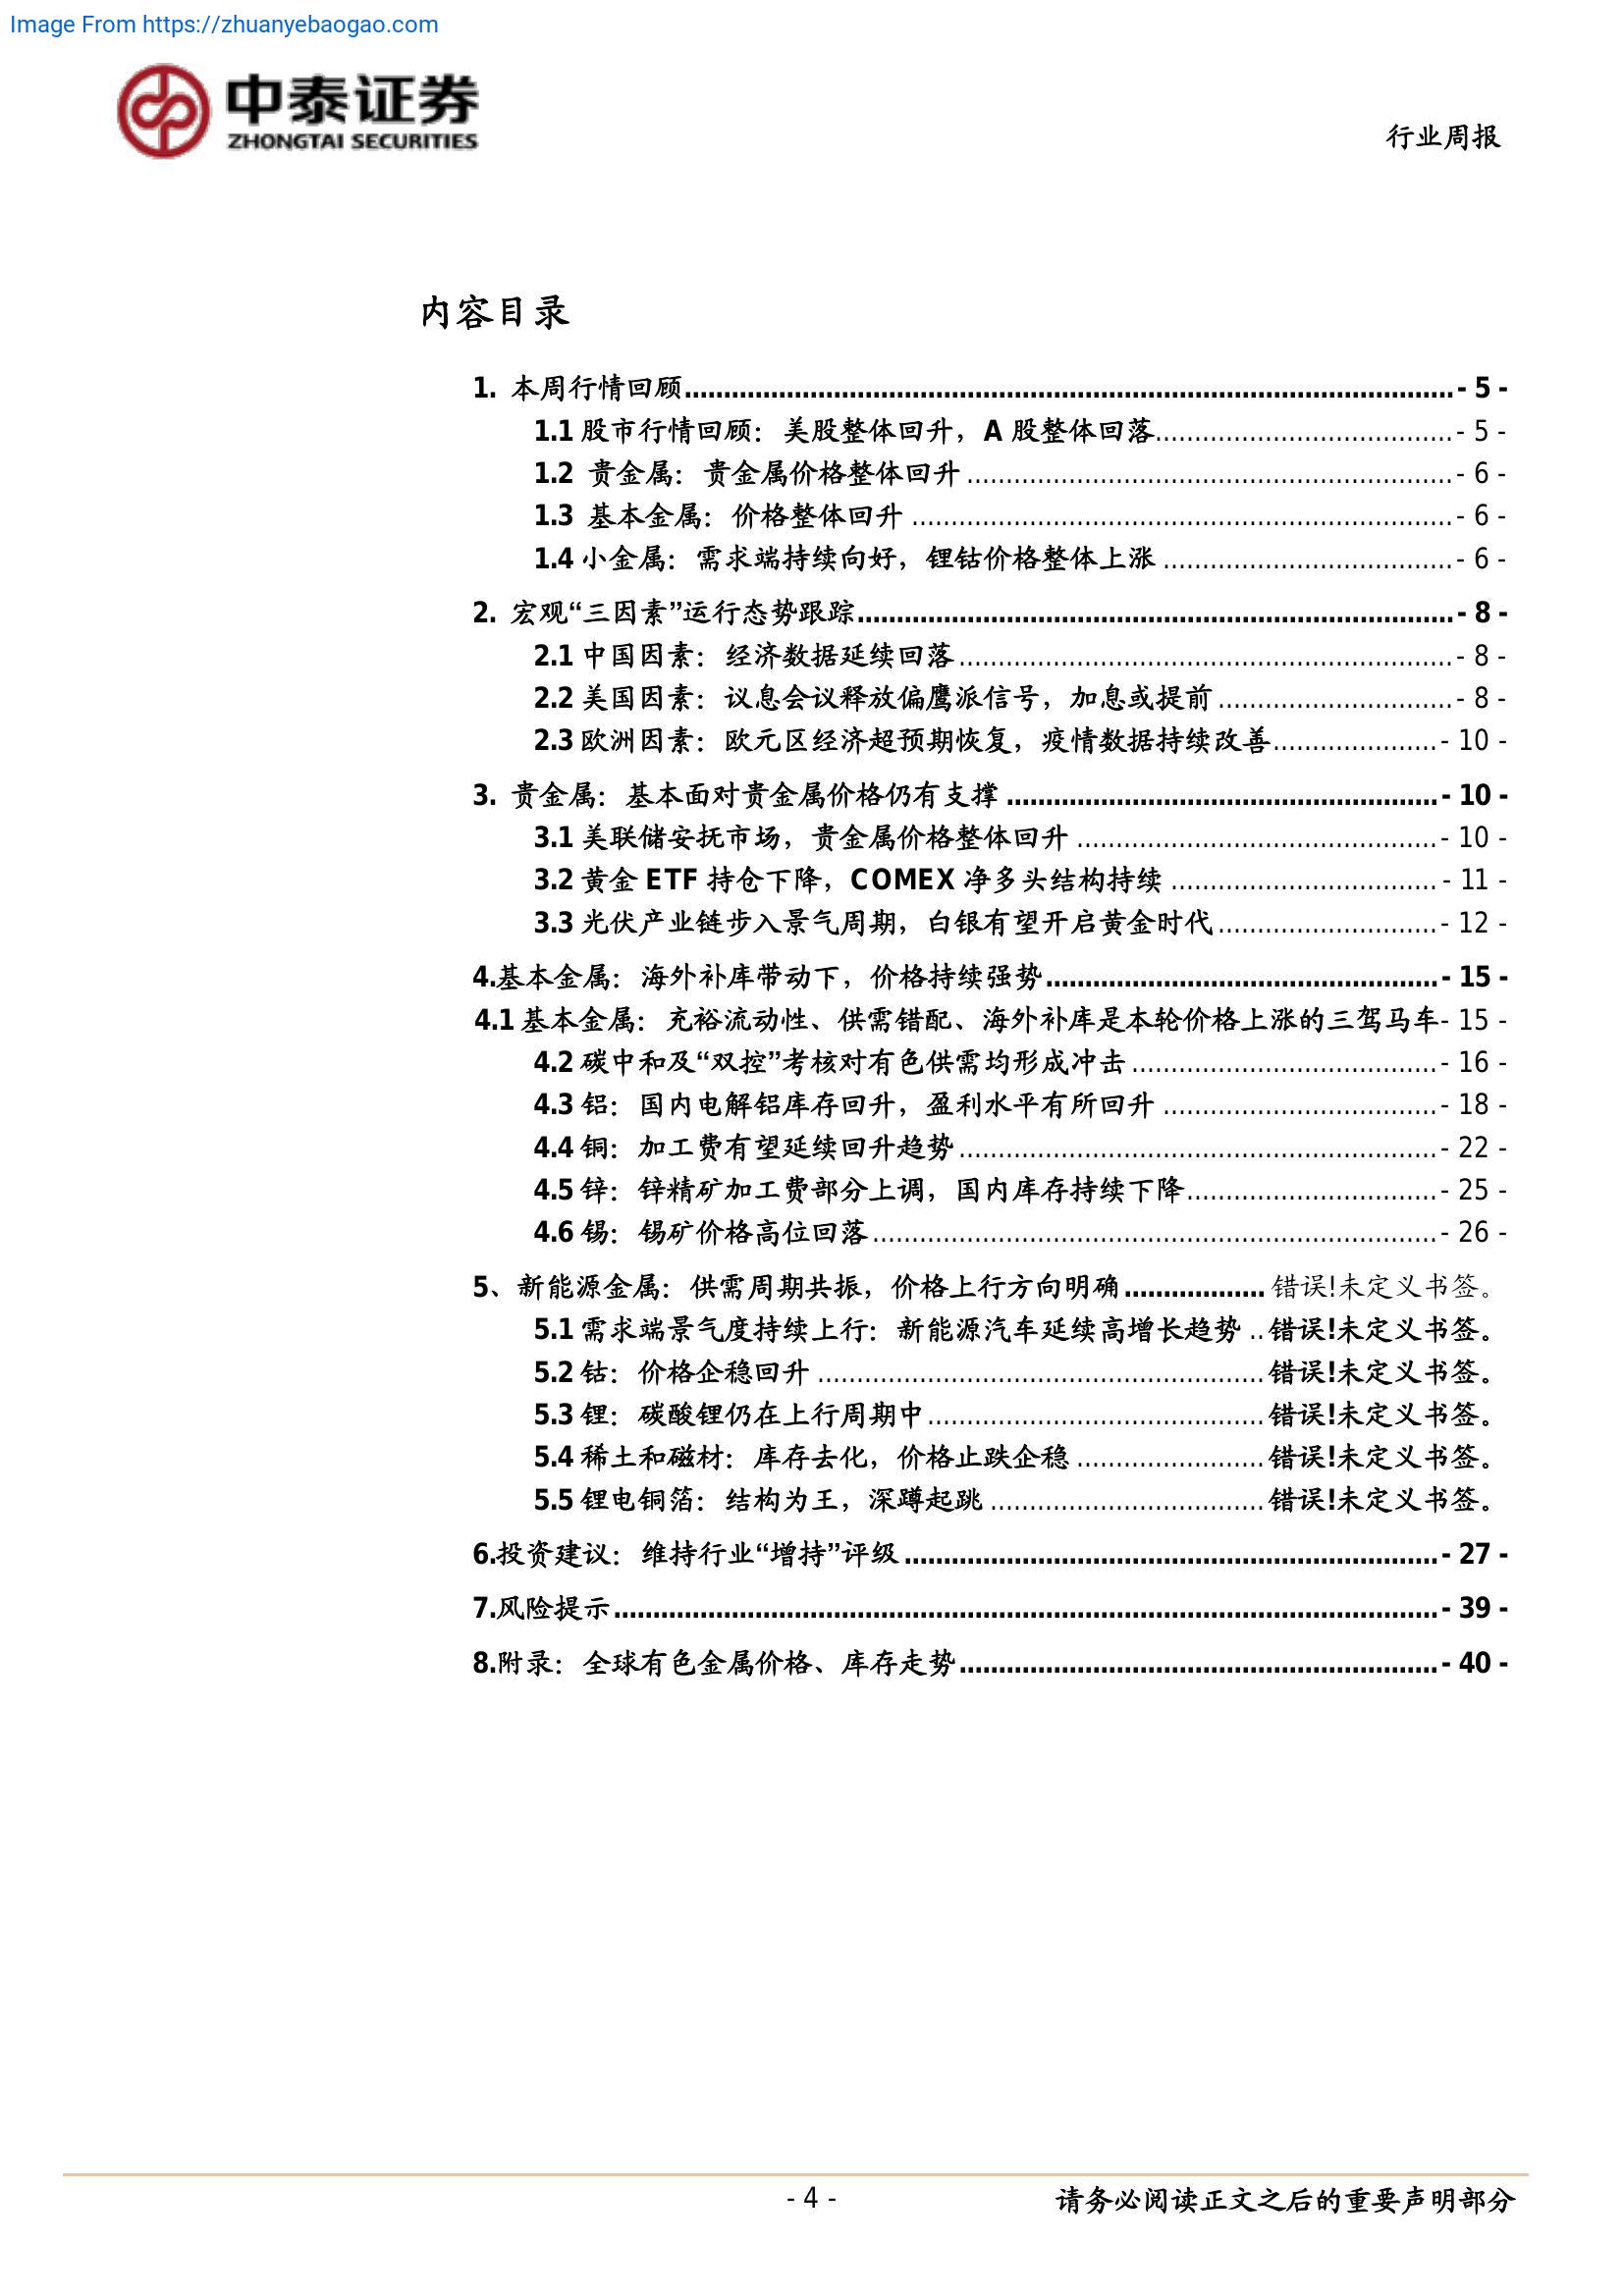 Image From https://zhuanyebaogao.com
中泰证券
ZHONGTAI SECURITIES
行业周报
内容目录
1. 本周行情回顾 - 5 -
1.1 股市行情回顾：美股整体回升，A 股整体回落 - 5 -
1.2 贵金属：贵金属价格整体回升 - 6 -
1.3 基本金属：价格整体回升 - 6 -
1.4 小金属：需求端持续向好，锂钴价格整体上涨 - 6 -
2. 宏观“三因素”运行态势跟踪 - 8 -
2.1 中国因素：经济数据延续回落 - 8 -
2.2 美国因素：议息会议释放偏鹰派信号，加息或提前 - 8 -
2.3 欧洲因素：欧元区经济超预期恢复，疫情数据持续改善 - 10 -
3. 贵金属：基本面对贵金属价格仍有支撑 - 10 -
3.1 美联储安抚市场，贵金属价格整体回升 - 10 -
3.2 黄金 ETF 持仓下降，COMEX 净多头结构持续 - 11 -
3.3 光伏产业链步入景气周期，白银有望开启黄金时代 - 12 -
4.基本金属：海外补库带动下，价格持续强势 - 15 -
4.1 基本金属：充裕流动性、供需错配、海外补库是本轮价格上涨的三驾马车 - 15 -
4.2 碳中和及“双控”考核对有色供需均形成冲击 - 16 -
4.3 铝：国内电解铝库存回升，盈利水平有所回升 - 18 -
4.4 铜：加工费有望延续回升趋势 - 22 -
4.5 锌：锌精矿加工费部分上调，国内库存持续下降 - 25 -
4.6 锡：锡矿价格高位回落 - 26 -
5、新能源金属：供需周期共振，价格上行方向明确 错误!未定义书签。
5.1 需求端景气度持续上行：新能源汽车延续高增长趋势 错误!未定义书签。
5.2 钴：价格企稳回升 错误!未定义书签。
5.3 锂：碳酸锂仍在上行周期中 错误!未定义书签。
5.4 稀土和磁材：库存去化，价格止跌企稳 错误!未定义书签。
5.5 锂电铜箔：结构为王，深蹲起跳 错误!未定义书签。
6.投资建议：维持行业“增持”评级 - 27 -
7.风险提示 - 39 -
8.附录：全球有色金属价格、库存走势 - 40 -
- 4 - 请务必阅读正文之后的重要声明部分